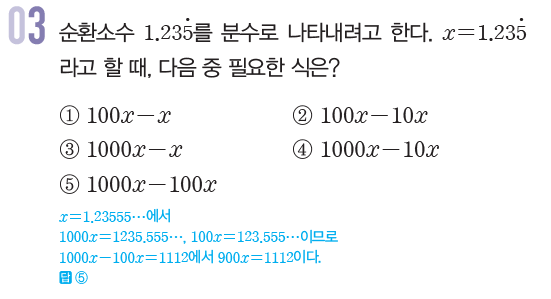 03 순환소수 1.235̇를 분수로 나타내려고 한다. x=1.235̇
라고 할 때, 다음 중 필요한 식은?
① 100x-x ② 100x-10x
③ 1000x-x ④ 1000x-10x
⑤ 1000x-100x
x=1.23555…에서
1000x=1235.555…, 100x=123.555…이므로
1000x-100x=1112에서 900x=1112이다.
답 ⑤